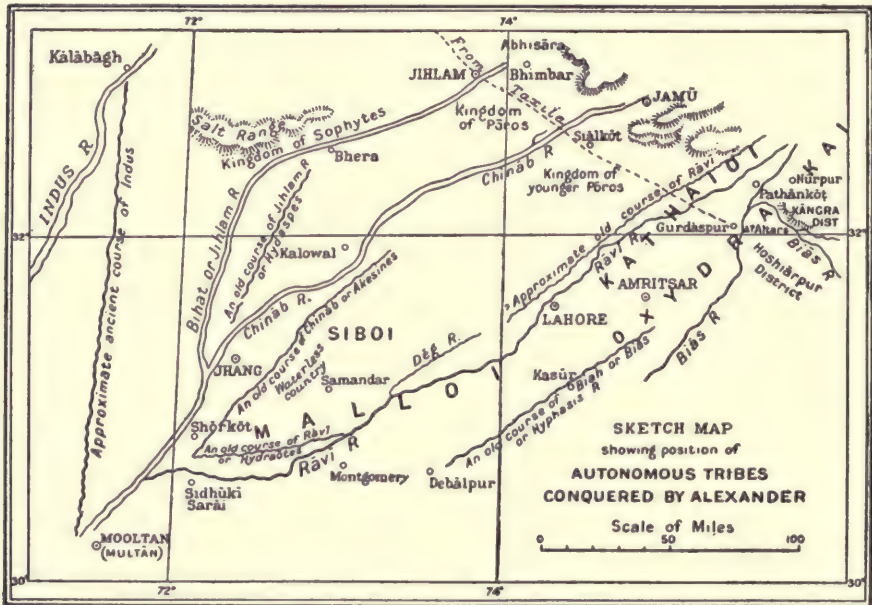 72°
74°
Kālābāgh
INDUS R
Approximate ancient course of Indus
Salt Range
Kingdom of Sophytes
Bhera
JIHLAM
From Taxila
Abhisāra
Bhimbar
Kingdom
of Pōros
JAMŪ
Siālkōt
Chināb R
Kingdom of
younger Pōros
Bihat or Jihlam R
An old course of Jihlam R
or Hydaspes
32°
32°
Kalowal
Chināb R.
An old course of Chināb or Akesines
Waterless
country
SIBOI
JHANG
Samandar
Dēg R.
Approximate old course of Rāvi
Rāvi R.
KATHAIOI
Nūrpur
Pathānkōṭ
KĀNGRA
DIST
Gurdāspur
Biās R
Hoshiārpur
District
AMRITSAR
LAHORE
OXYDRAKAI
Biās R
Kasūr
An old course of Biah or Biās
or Hyphasis R
Shōrkōt
MALLOI
An old course of Rāvi
or Hydraōtes
Rāvi R
Montgomery
Debālpur
Sidhūki
Sarāi
MOOLTAN
(MULTĀN)
SKETCH MAP
showing position of
AUTONOMOUS TRIBES
CONQUERED BY ALEXANDER
Scale of Miles
0 50 100
30°
30°
72°
74°